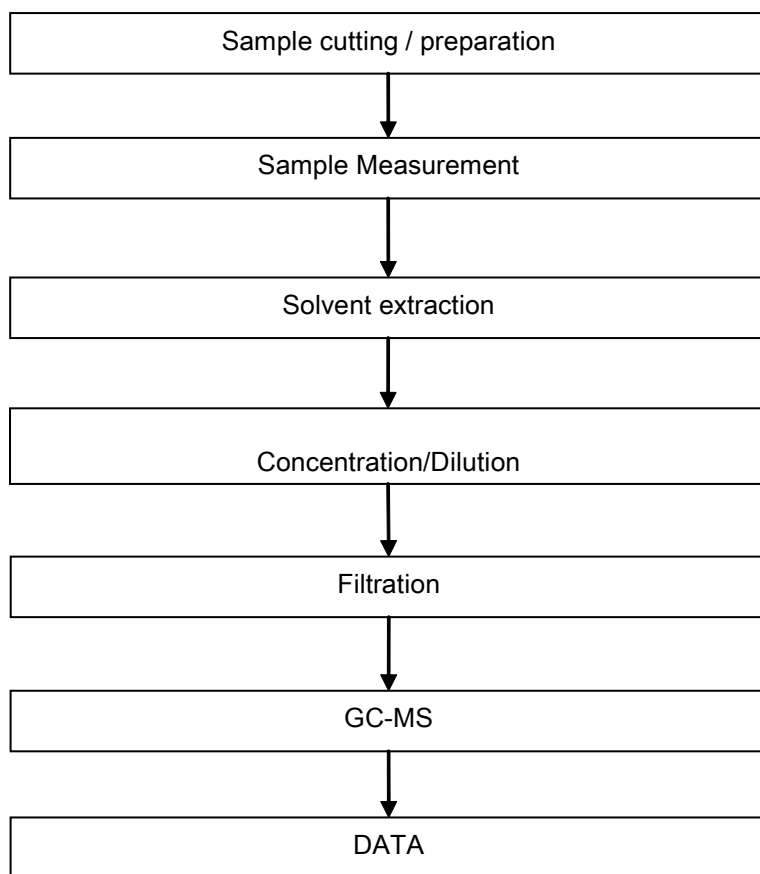 Sample cutting / preparation
Sample Measurement
Solvent extraction
Concentration/Dilution
Filtration
GC-MS
DATA